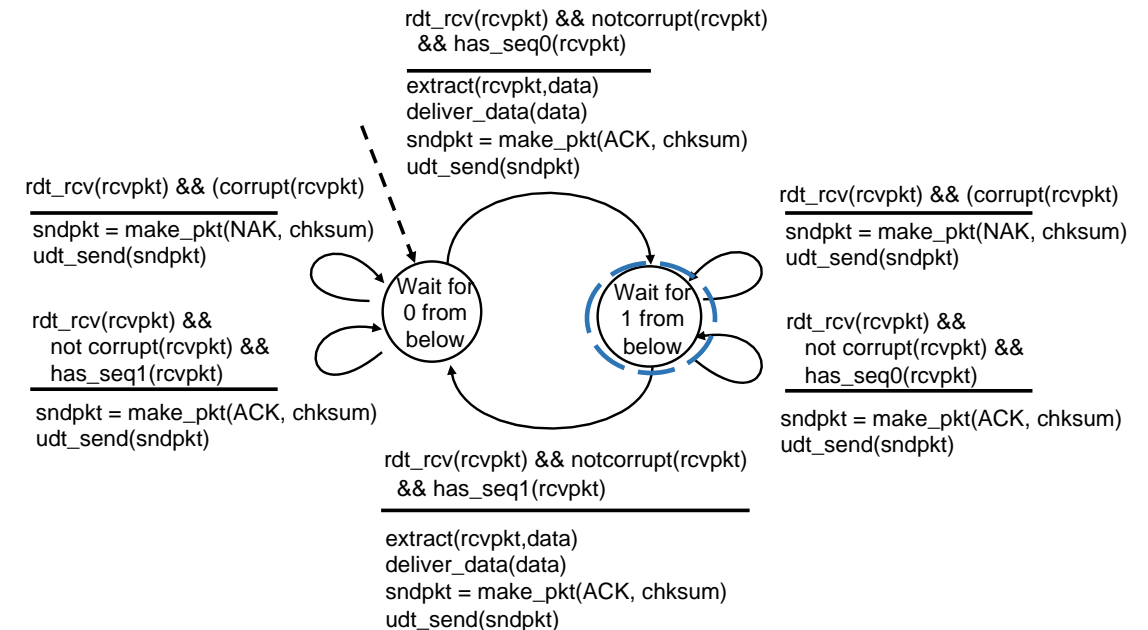 rdt_rcv(rcvpkt) && notcorrupt(rcvpkt)
&& has_seq0(rcvpkt)
extract(rcvpkt,data)
deliver_data(data)
sndpkt = make_pkt(ACK, chksum)
udt_send(sndpkt)
rdt_rcv(rcvpkt) && (corrupt(rcvpkt)
sndpkt = make_pkt(NAK, chksum)
udt_send(sndpkt)
rdt_rcv(rcvpkt) &&
not corrupt(rcvpkt) &&
has_seq1(rcvpkt)
sndpkt = make_pkt(ACK, chksum)
udt_send(sndpkt)
Wait for
0 from
below
Wait for
1 from
below
rdt_rcv(rcvpkt) && (corrupt(rcvpkt)
sndpkt = make_pkt(NAK, chksum)
udt_send(sndpkt)
rdt_rcv(rcvpkt) &&
not corrupt(rcvpkt) &&
has_seq0(rcvpkt)
sndpkt = make_pkt(ACK, chksum)
udt_send(sndpkt)
rdt_rcv(rcvpkt) && notcorrupt(rcvpkt)
&& has_seq1(rcvpkt)
extract(rcvpkt,data)
deliver_data(data)
sndpkt = make_pkt(ACK, chksum)
udt_send(sndpkt)